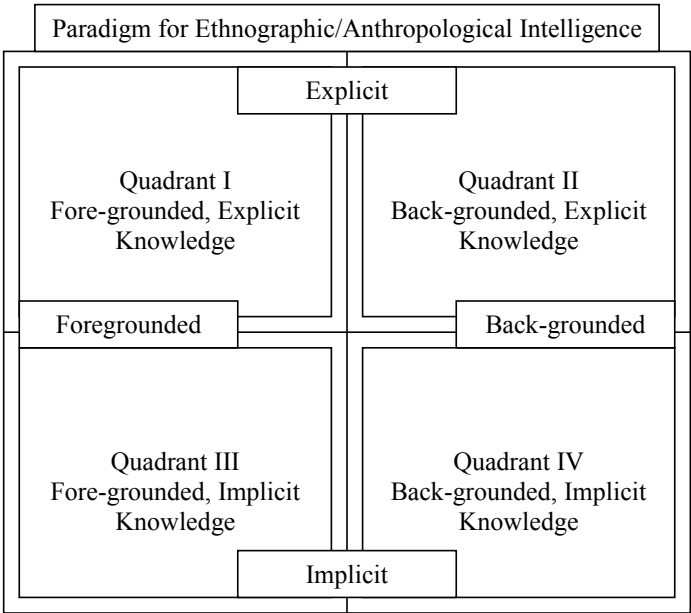 Paradigm for Ethnographic/Anthropological Intelligence
Explicit
Quadrant I
Fore-grounded, Explicit
Knowledge
Quadrant II
Back-grounded, Explicit
Knowledge
Foregrounded
Back-grounded
Quadrant III
Fore-grounded, Implicit
Knowledge
Quadrant IV
Back-grounded, Implicit
Knowledge
Implicit